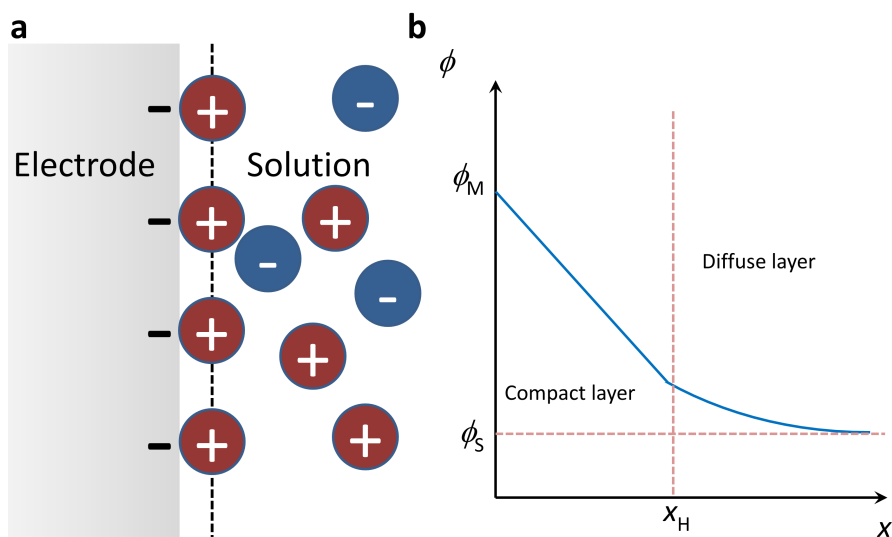 a
- + -
Electrode
Solution
- + +
-
-
- +
+
- + +
b
ϕ
ϕM
Diffuse layer
Compact layer
ϕS
xH
x